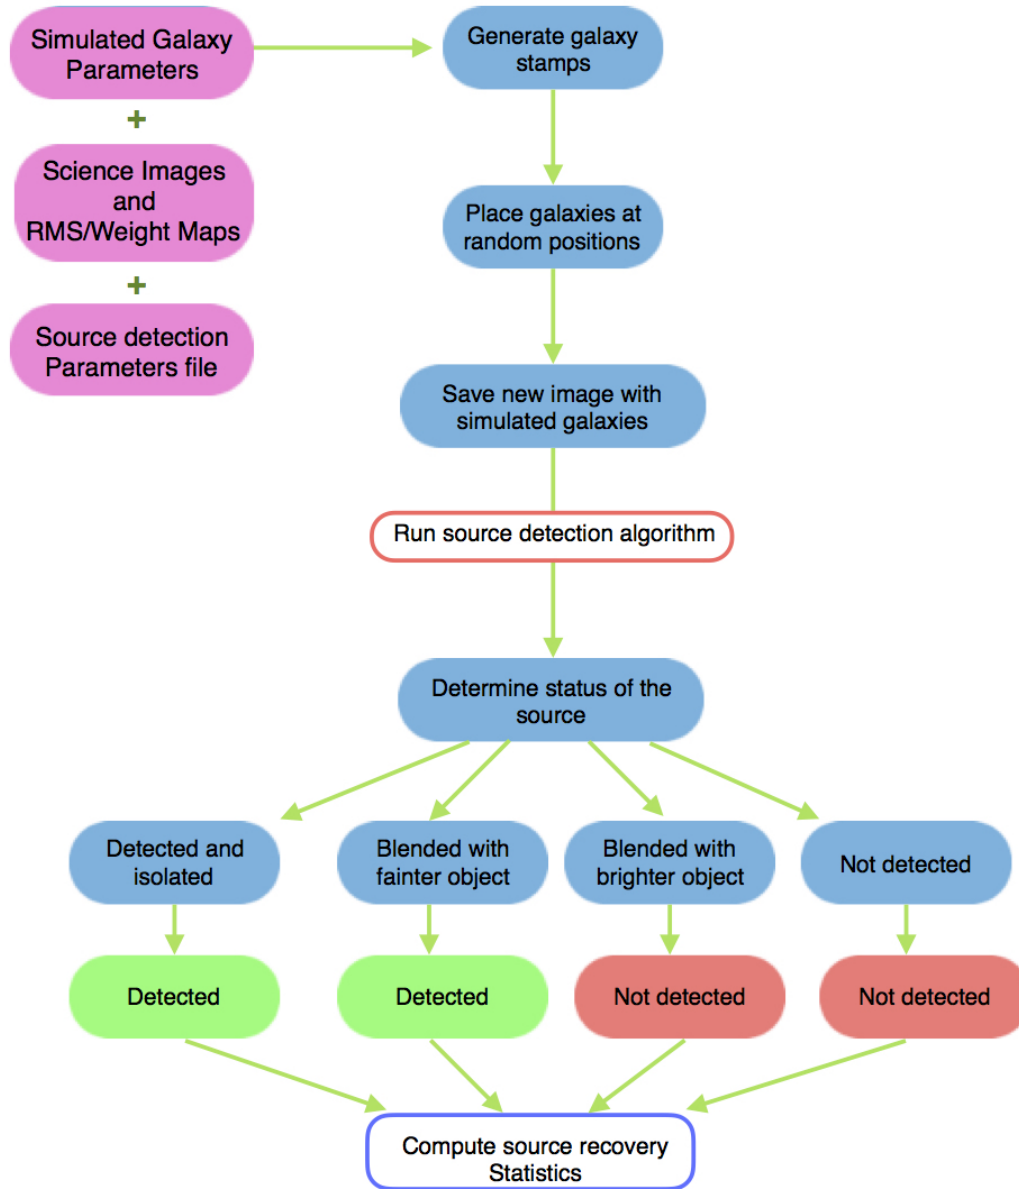 Simulated Galaxy
Parameters
+
Science Images
and
RMS/Weight Maps
+
Source detection
Parameters file
Generate galaxy
stamps
Place galaxies at
random positions
Save new image with
simulated galaxies
Run source detection algorithm
Determine status of the
source
Detected and
isolated
Blended with
fainter object
Blended with
brighter object
Not detected
Detected
Detected
Not detected
Not detected
Compute source recovery
Statistics